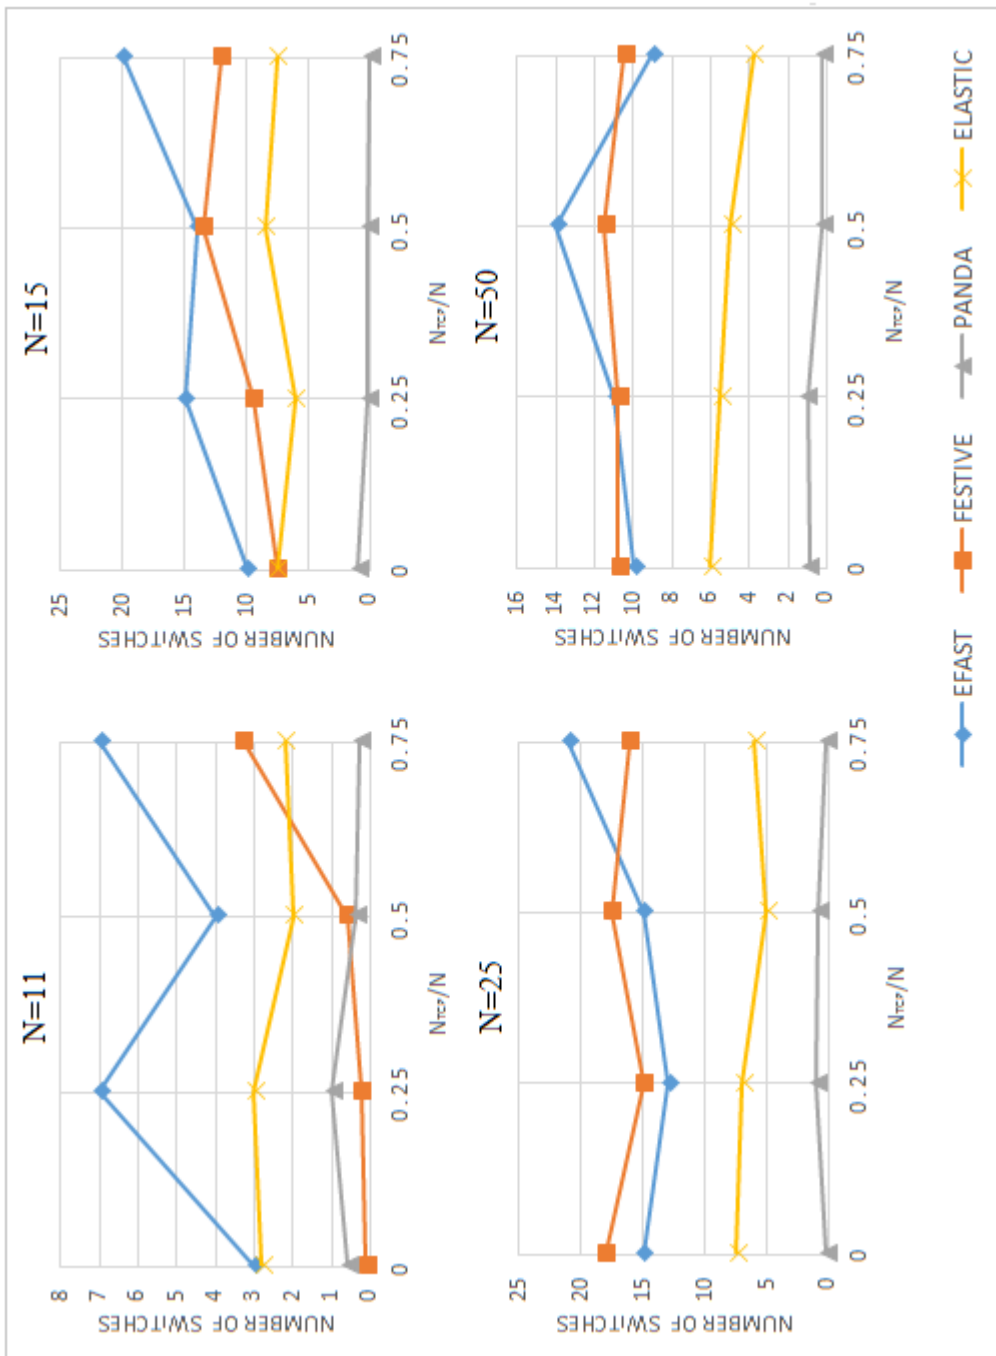 N=11
NUMBER OF SWITCHES
8
7
6
5
4
3
2
1
0
0 0.25 0.5 0.75
NTCP/N
N=15
NUMBER OF SWITCHES
25
20
15
10
5
0
0 0.25 0.5 0.75
NTCP/N
N=25
NUMBER OF SWITCHES
25
20
15
10
5
0
0 0.25 0.5 0.75
NTCP/N
N=50
NUMBER OF SWITCHES
16
14
12
10
8
6
4
2
0
0 0.25 0.5 0.75
NTCP/N
EFAST FESTIVE PANDA ELASTIC